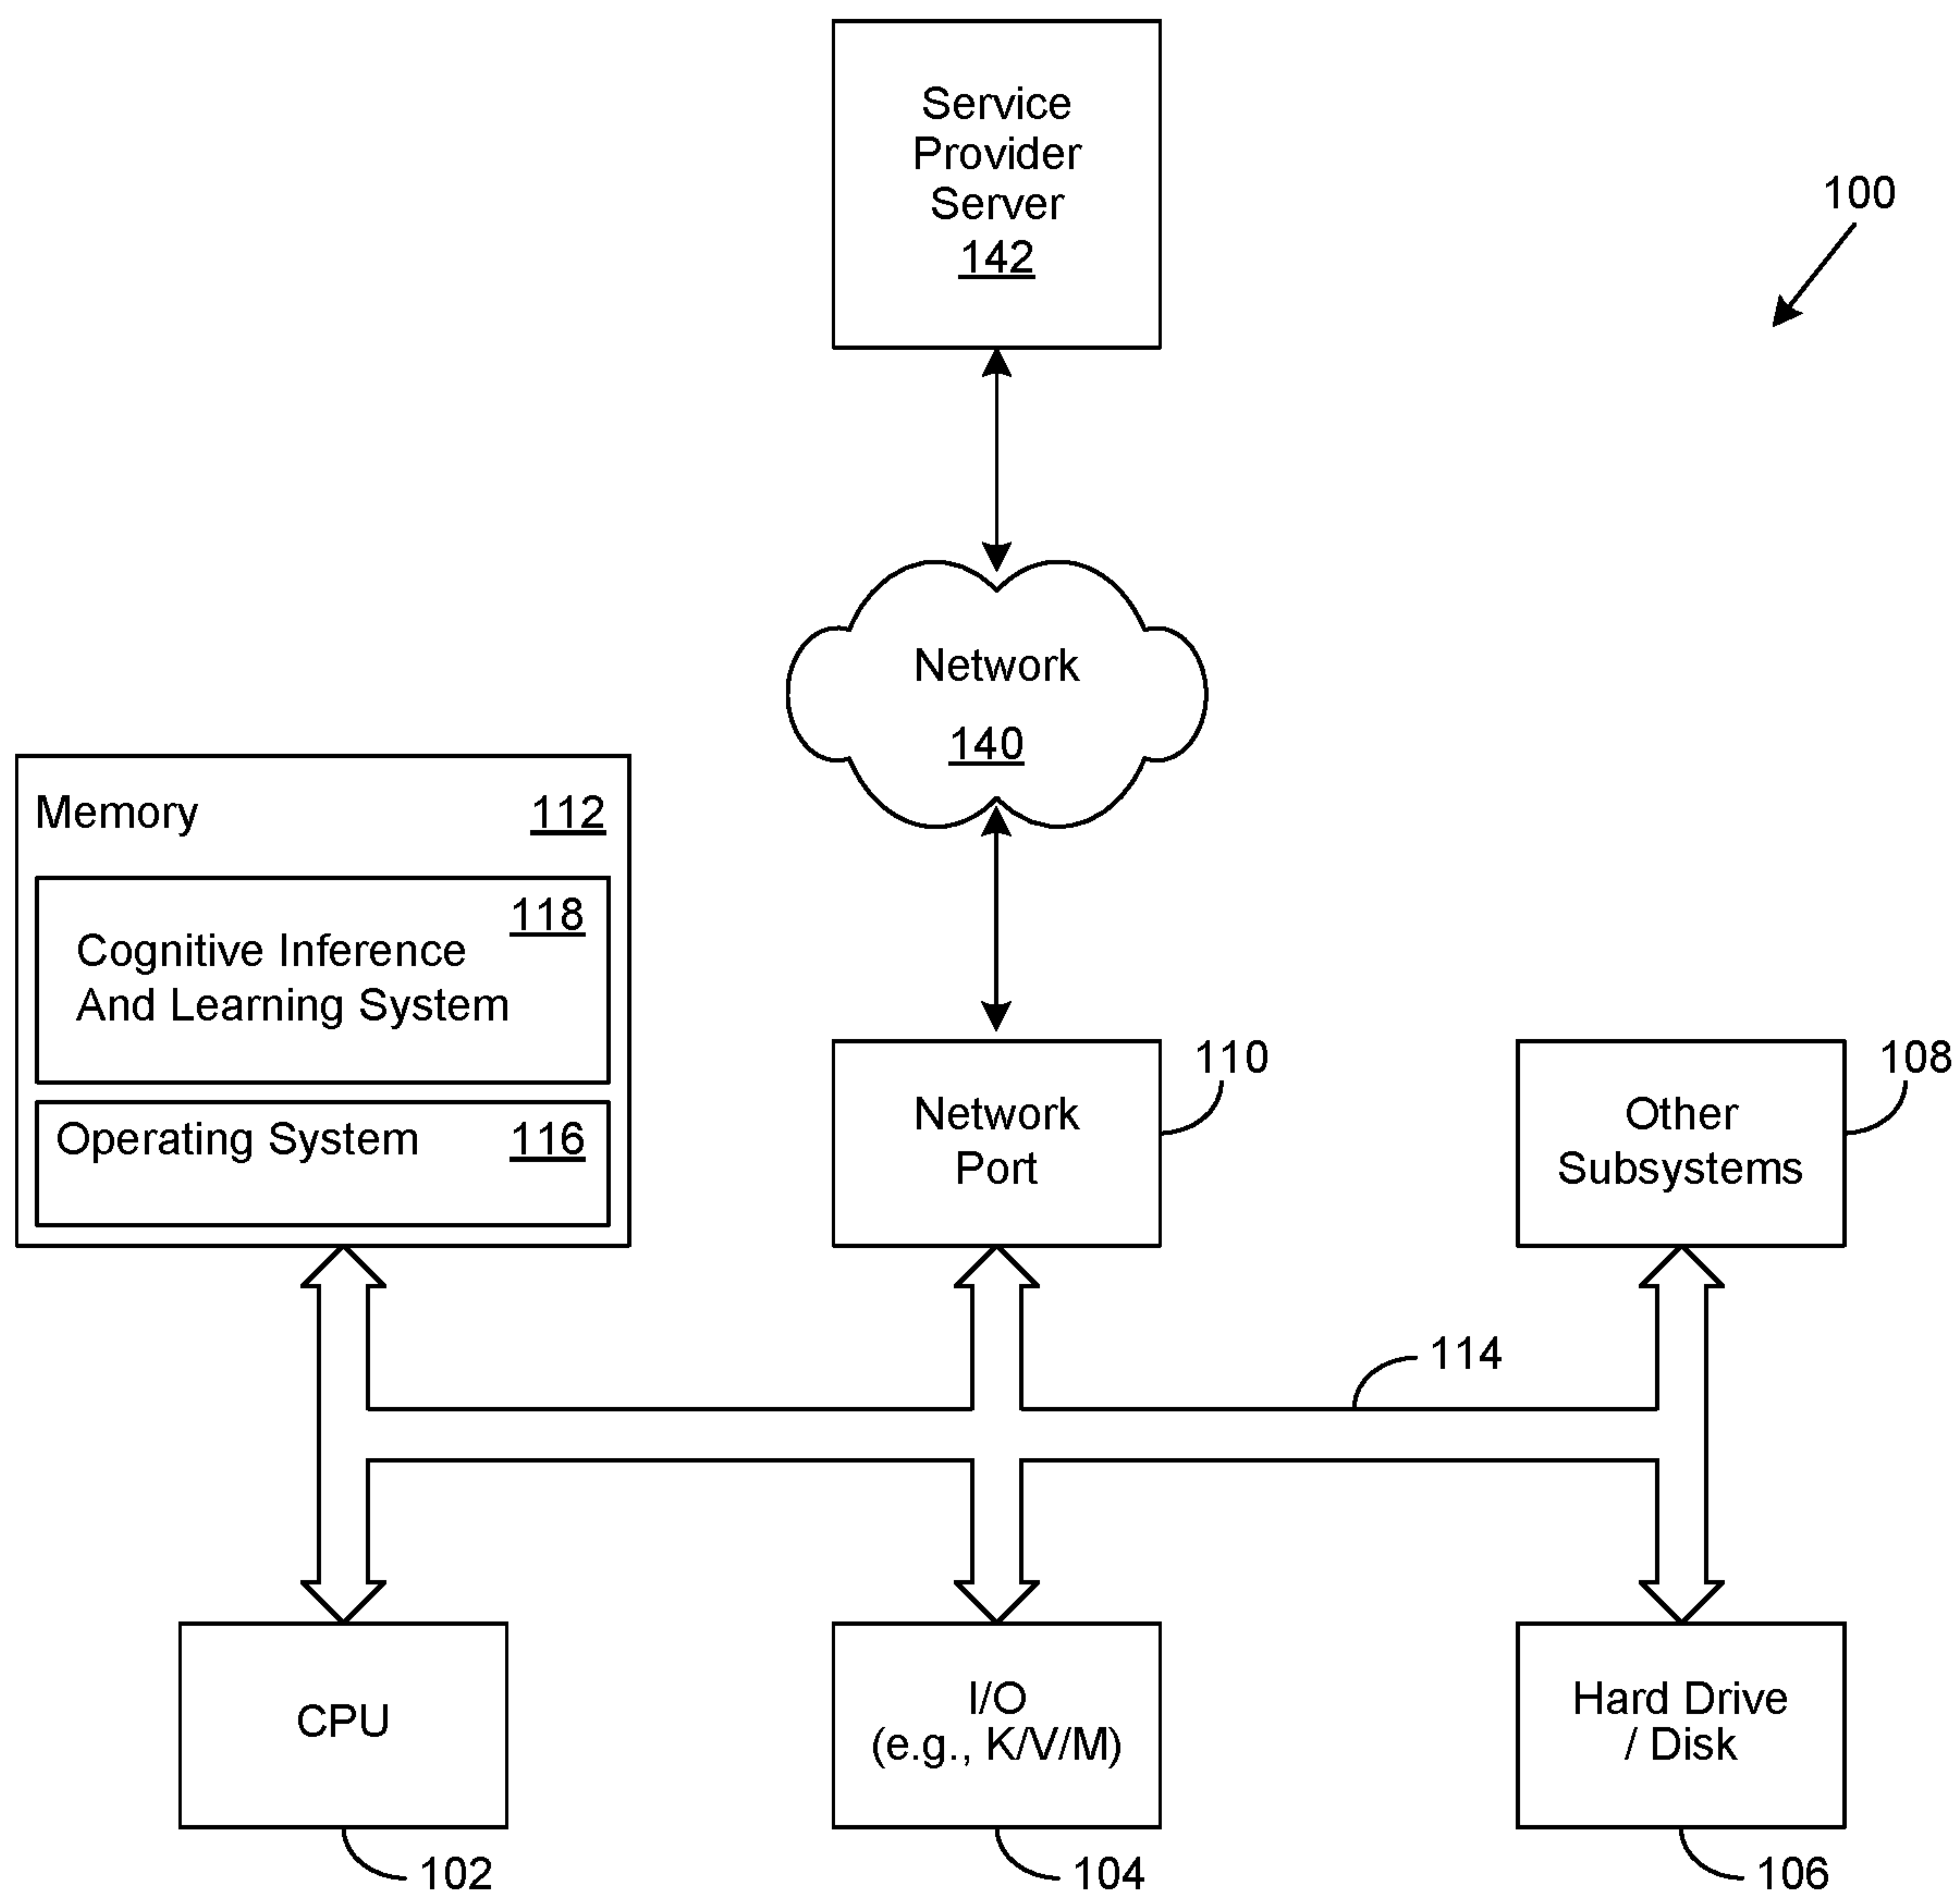 Service
Provider
Server
142
100
Network
140
Memory 112
118
Cognitive Inference
And Learning System
Operating System 116
Network
Port
110
Other
Subsystems
108
114
CPU
102
I/O
(e.g., K/V/M)
104
Hard Drive
/ Disk
106